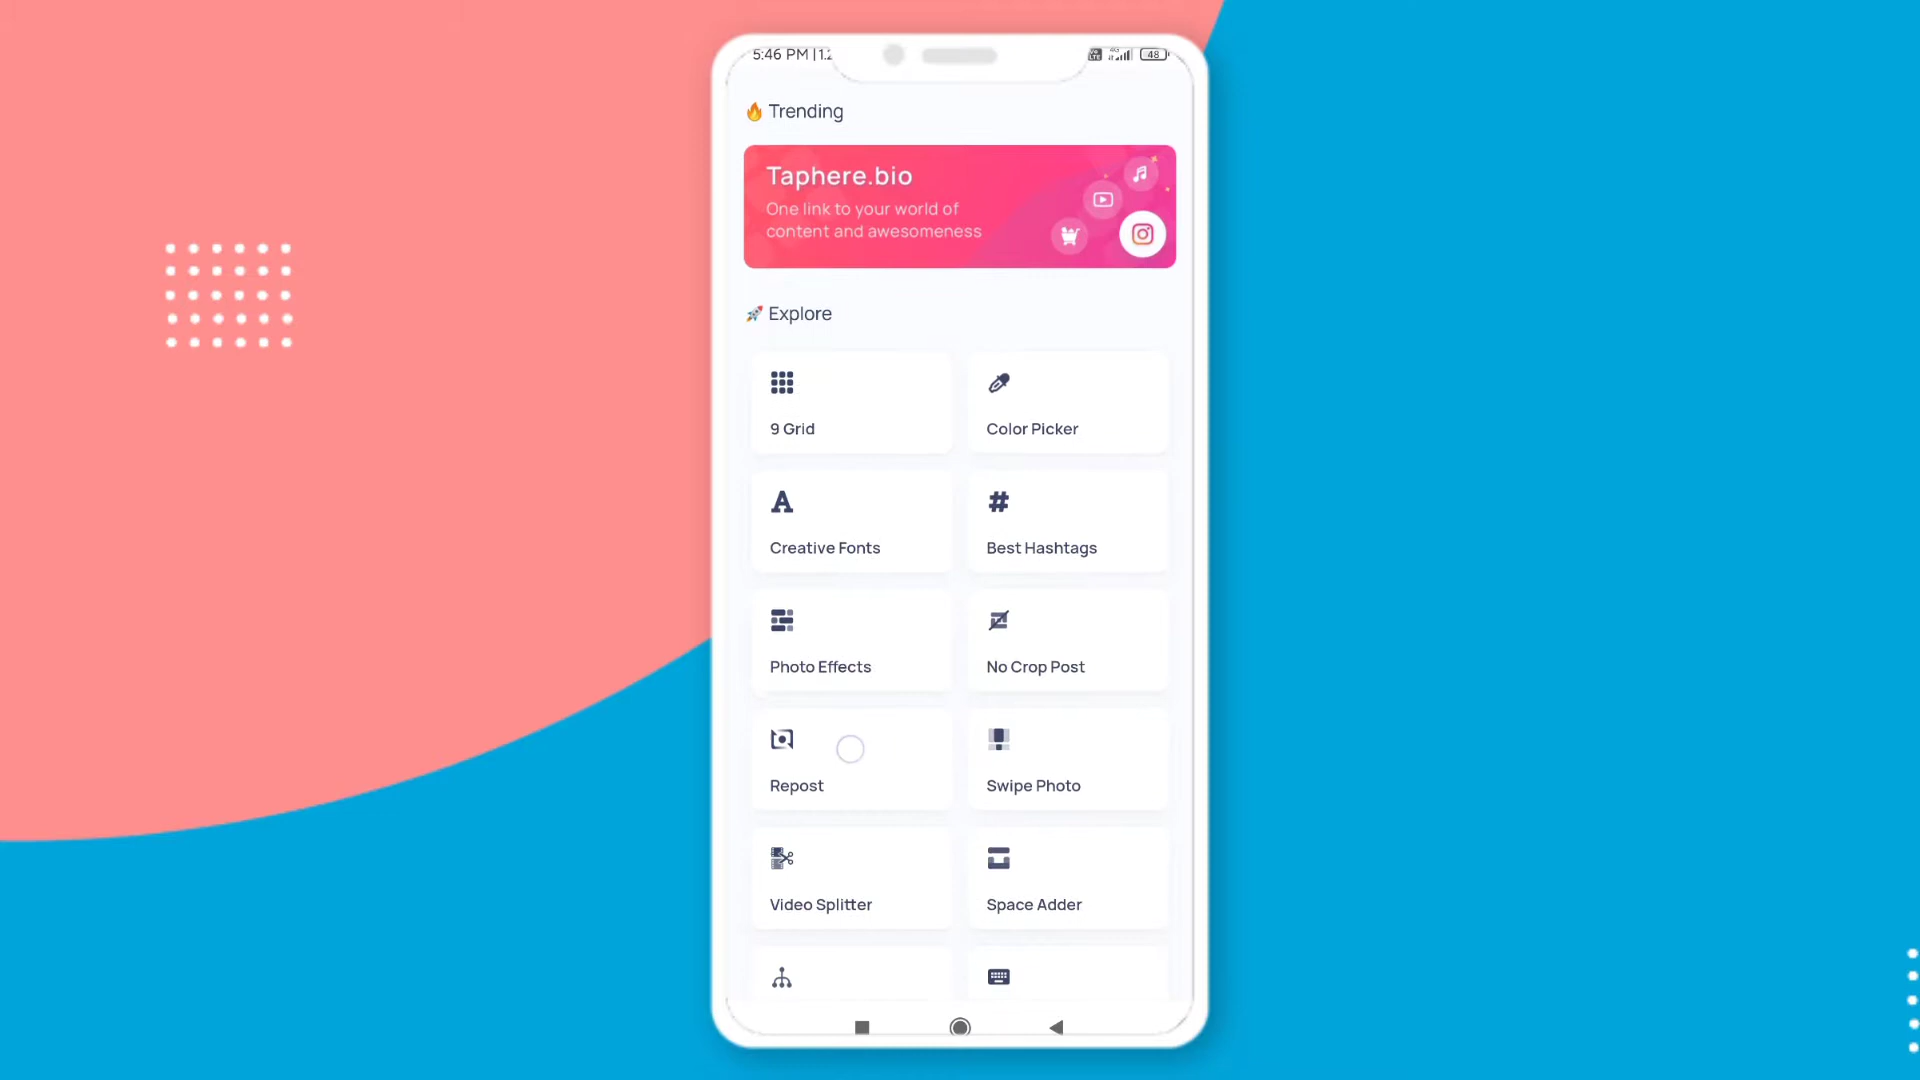 5:46 PM | 1.2
4G
48
🔥 Trending
Taphere.bio
One link to your world of
content and awesomeness
🚀 Explore
9 Grid
Color Picker
Creative Fonts
Best Hashtags
Photo Effects
No Crop Post
Repost
Swipe Photo
Video Splitter
Space Adder